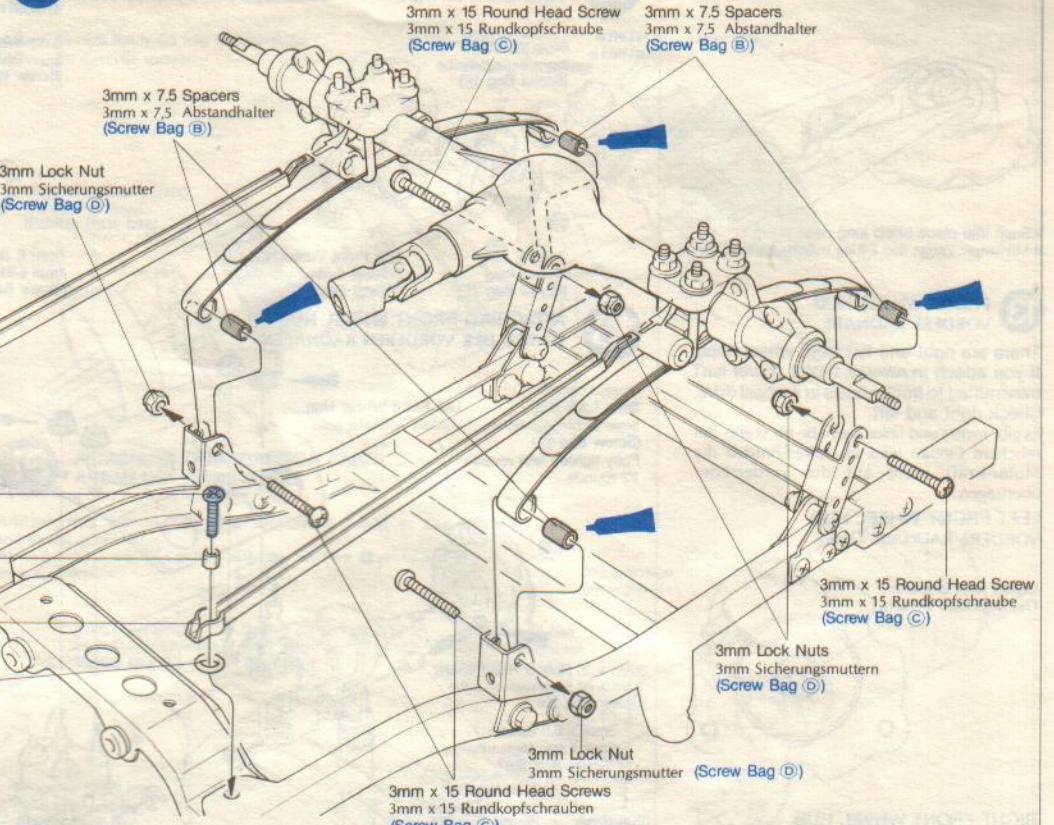 3mm x 15 Round Head Screw
3mm x 15 Rundkopfschraube
(Screw Bag Ⓒ)
3mm x 7.5 Spacers
3mm x 7,5 Abstandhalter
(Screw Bag Ⓑ)
3mm x 7.5 Spacers
3mm x 7,5 Abstandhalter
(Screw Bag Ⓑ)
3mm Lock Nut
3mm Sicherungsmutter
(Screw Bag Ⓓ)
3mm x 15 Round Head Screw
3mm x 15 Rundkopfschraube
(Screw Bag Ⓒ)
3mm Lock Nuts
3mm Sicherungsmuttern
(Screw Bag Ⓓ)
3mm Lock Nut
3mm Sicherungsmutter (Screw Bag Ⓓ)
3mm x 15 Round Head Screws
3mm x 15 Rundkopfschrauben
(Screw Bag Ⓒ)